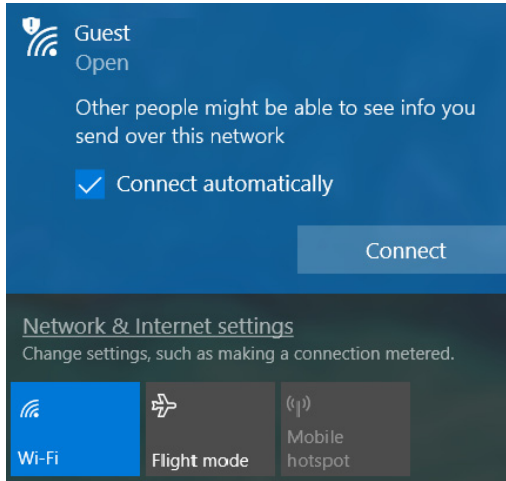 Guest
Open
Other people might be able to see info you
send over this network
Connect automatically
Connect
Network & Internet settings
Change settings, such as making a connection metered.
Wi-Fi
Flight mode
Mobile
hotspot